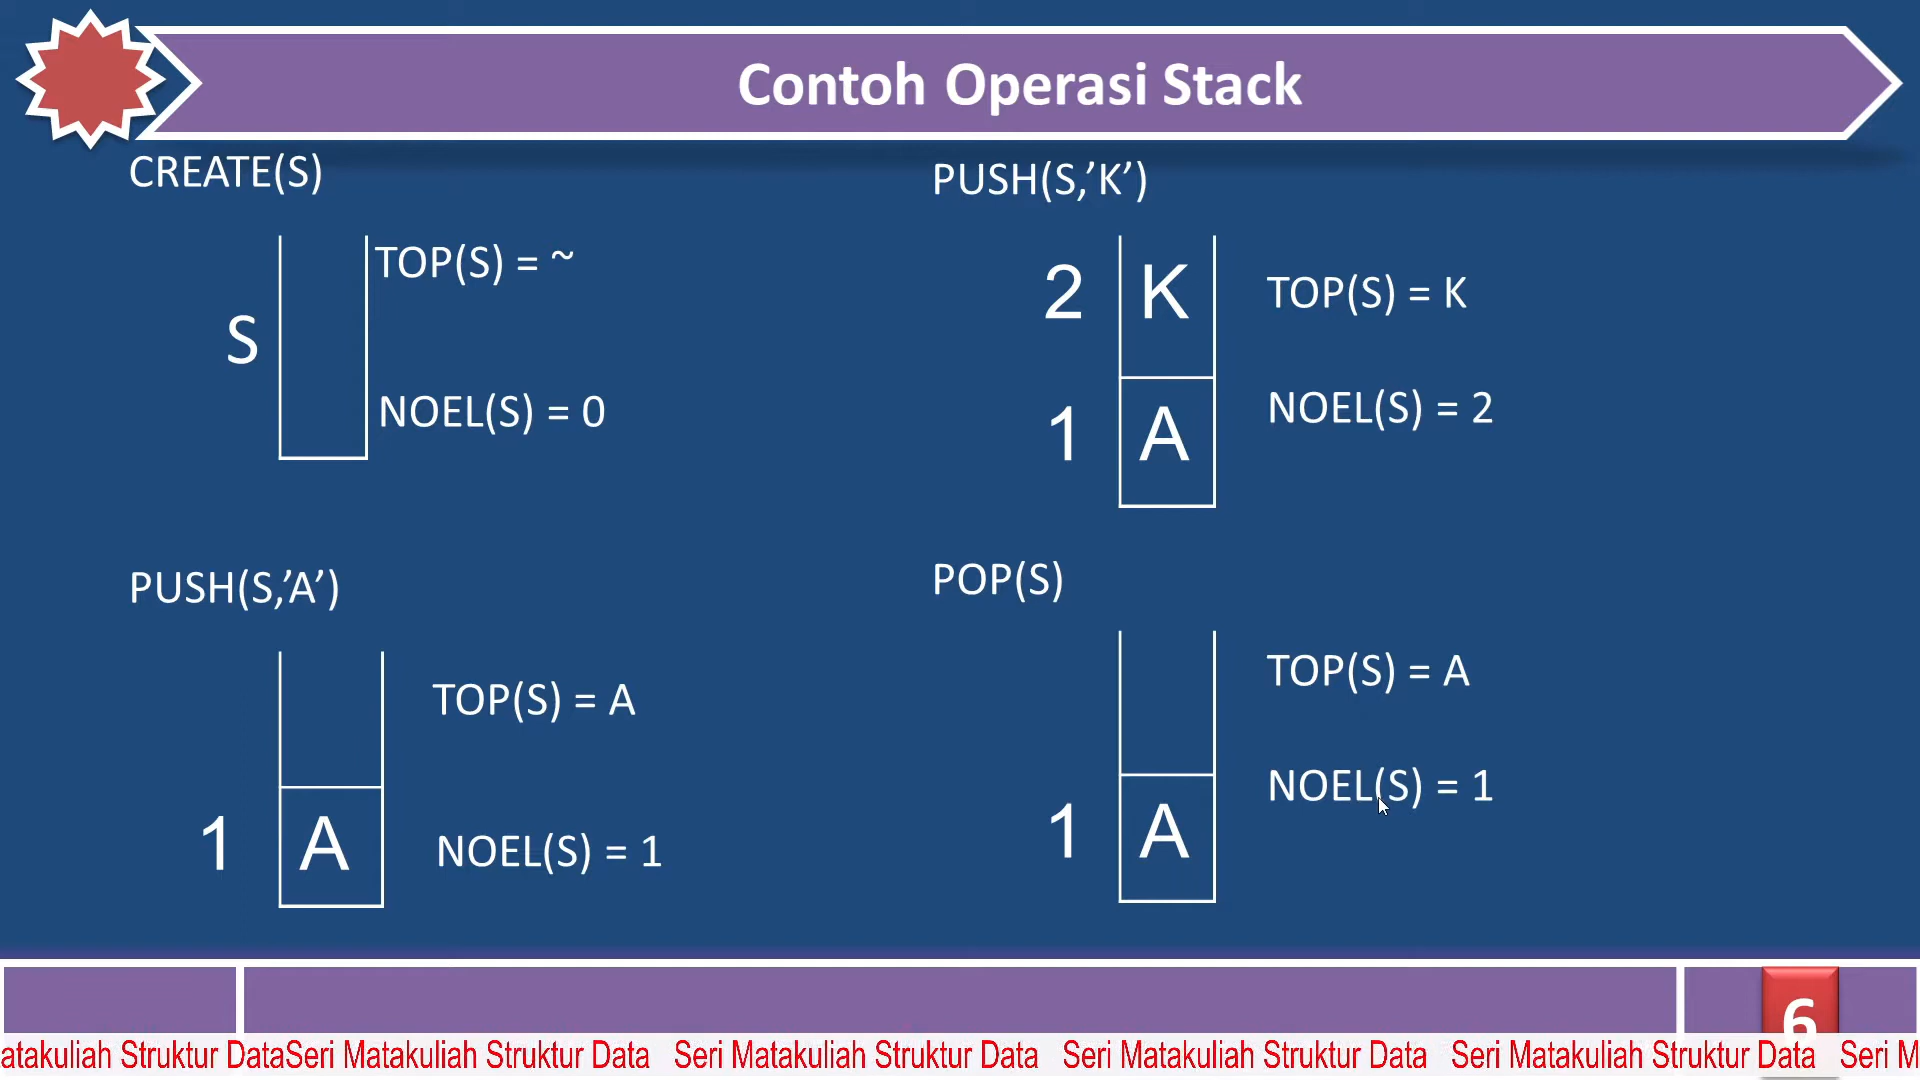 Contoh Operasi Stack
CREATE(S)
TOP(S) = ~
S
NOEL(S) = 0
PUSH(S,’A’)
TOP(S) = A
1 A
NOEL(S) = 1
PUSH(S,’K’)
2 K
TOP(S) = K
1 A
NOEL(S) = 2
POP(S)
TOP(S) = A
NOEL(S) = 1
1 A
6
atakuliah Struktur DataSeri Matakuliah Struktur Data Seri Matakuliah Struktur Data Seri Matakuliah Struktur Data Seri Matakuliah Struktur Data Seri M